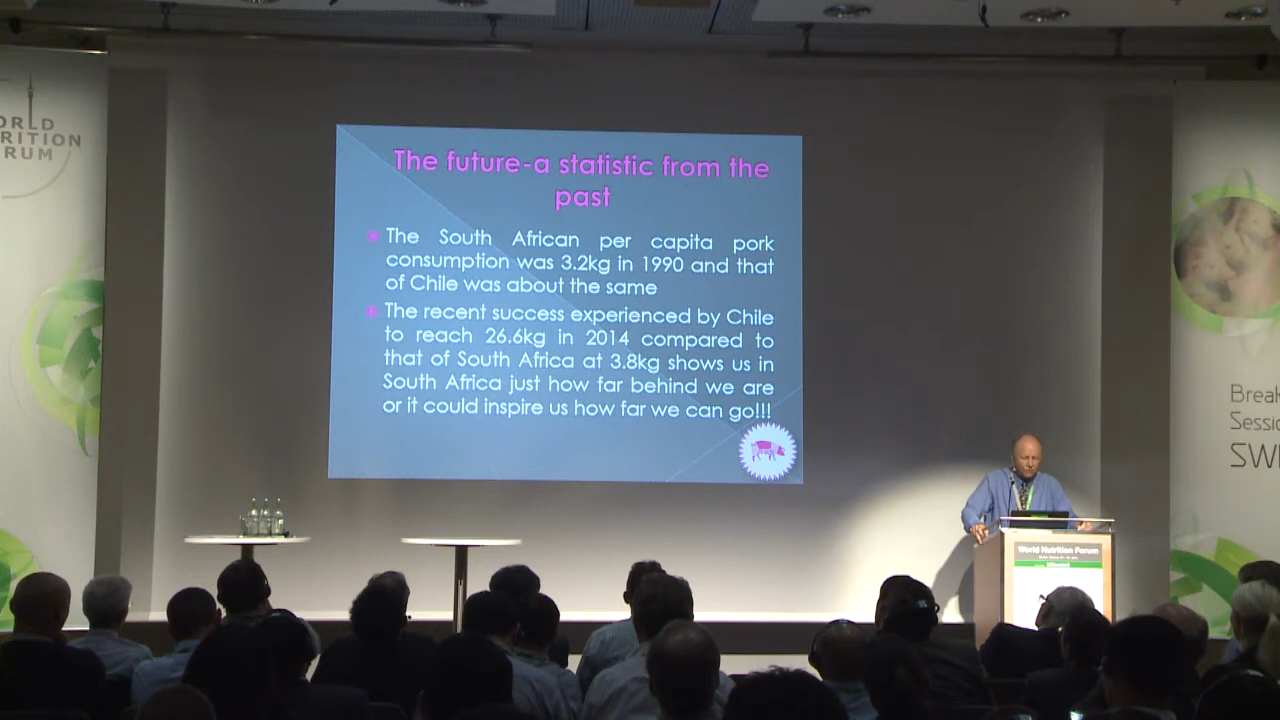 ORLD
RITION
RUM
The future-a statistic from the
past
The South African per capita pork
consumption was 3.2kg in 1990 and that
of Chile was about the same
The recent success experienced by Chile
to reach 26.6kg in 2014 compared to
that of South Africa at 3.8kg shows us in
South Africa just how far behind we are
or it could inspire us how far we can go!!!
Break
Sessio
SWI
World Nutrition Forum